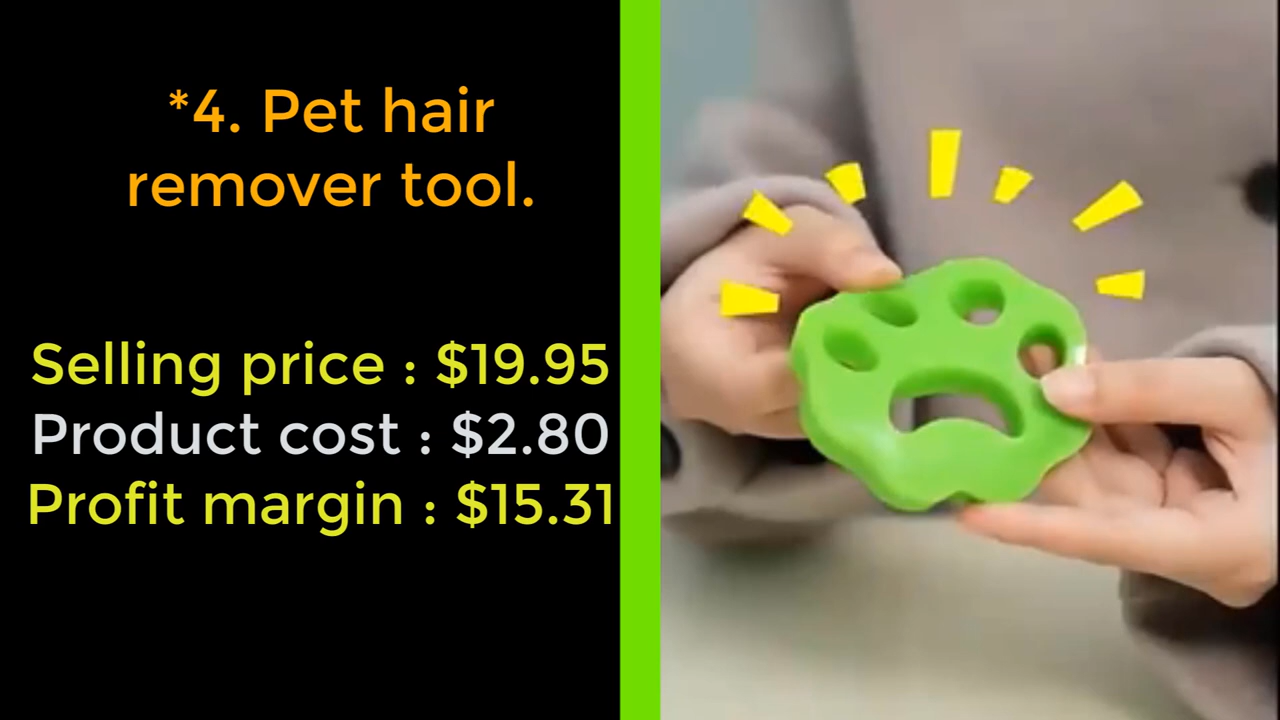 *4. Pet hair
remover tool.
Selling price : $19.95
Product cost : $2.80
Profit margin : $15.31